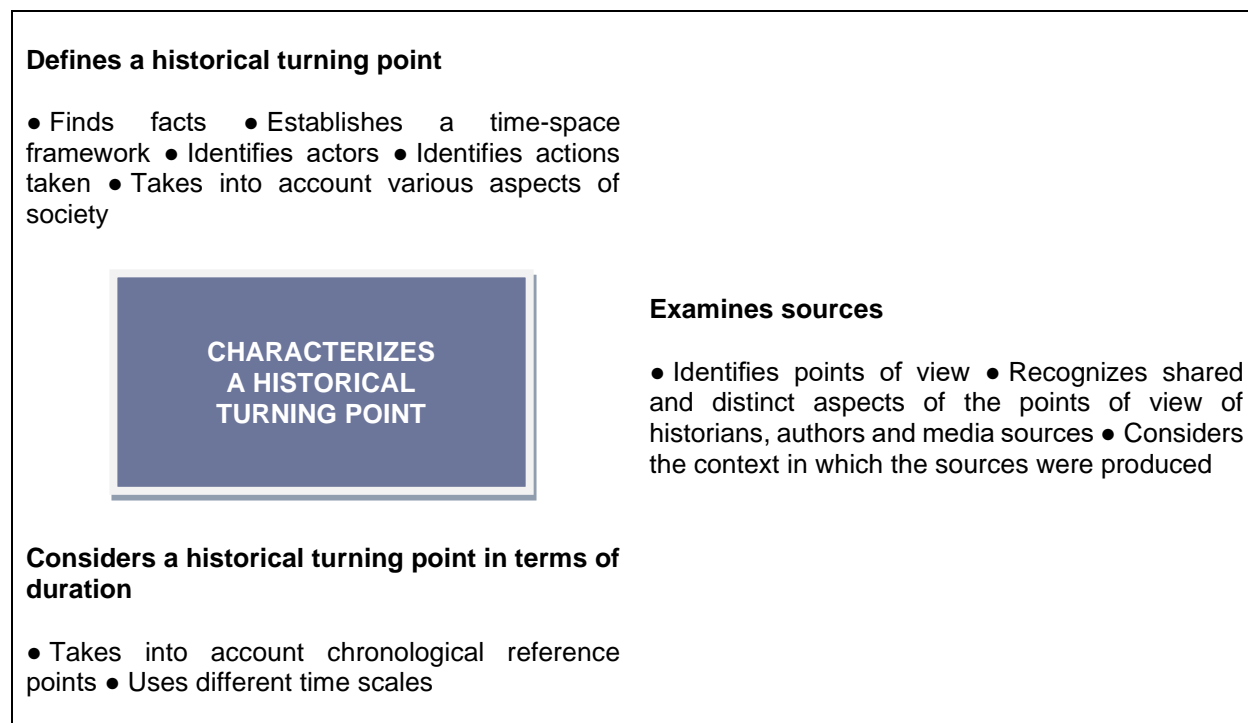 Defines a historical turning point
● Finds facts ● Establishes a time-space
framework ● Identifies actors ● Identifies actions
taken ● Takes into account various aspects of
society
CHARACTERIZES
A HISTORICAL
TURNING POINT
Examines sources
● Identifies points of view ● Recognizes shared
and distinct aspects of the points of view of
historians, authors and media sources ● Considers
the context in which the sources were produced
Considers a historical turning point in terms of
duration
● Takes into account chronological reference
points ● Uses different time scales